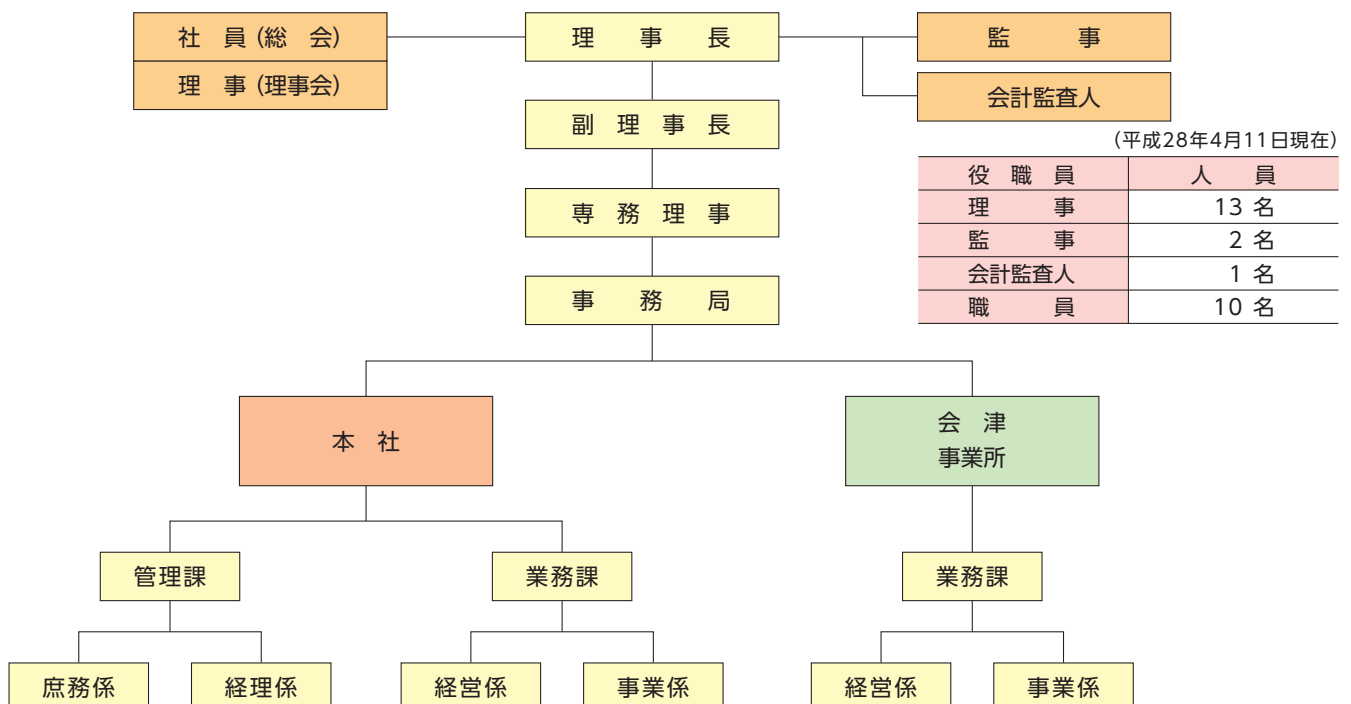 社 員（総 会）
理 事（理事会）
理 事 長
監 事
会計監査人
副 理 事 長
専 務 理 事
事 務 局
（平成28年4月11日現在）
役 職 員 人 員
理 事 13 名
監 事 2 名
会計監査人 1 名
職 員 10 名
本 社
会 津
事業所
管理課
業務課
業務課
庶務係
経理係
経営係
事業係
経営係
事業係